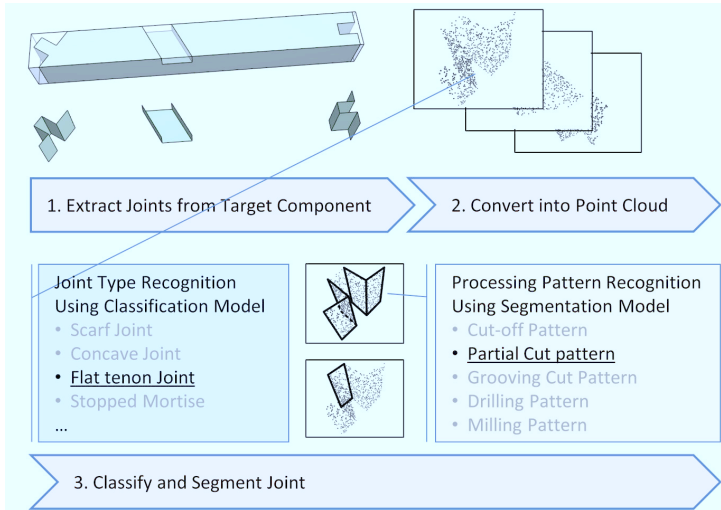 1. Extract Joints from Target Component
2. Convert into Point Cloud
Joint Type Recognition
Using Classification Model
• Scarf Joint
• Concave Joint
• Flat tenon Joint
• Stopped Mortise
...
Processing Pattern Recognition
Using Segmentation Model
• Cut-off Pattern
• Partial Cut pattern
• Grooving Cut Pattern
• Drilling Pattern
• Milling Pattern
3. Classify and Segment Joint